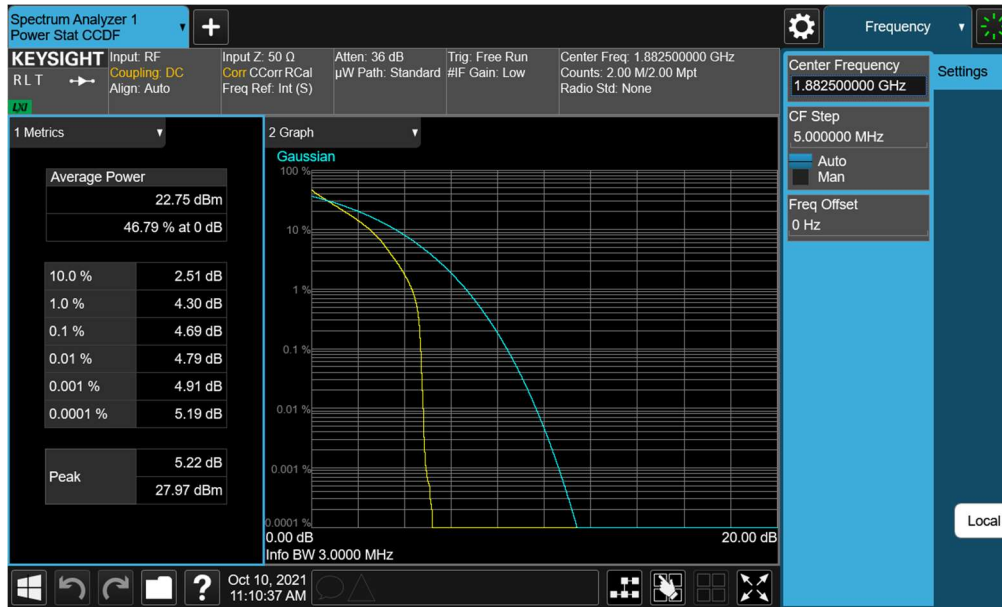 Spectrum Analyzer 1
Power Stat CCDF
Frequency
KEYSIGHT
R L T
LXI
Input: RF
Coupling: DC
Align: Auto
Input Z: 50 Ω
Corr CCorr RCal
Freq Ref: Int (S)
Atten: 36 dB
µW Path: Standard
Trig: Free Run
#IF Gain: Low
Center Freq: 1.882500000 GHz
Counts: 2.00 M/2.00 Mpt
Radio Std: None
Center Frequency
1.882500000 GHz
Settings
CF Step
5.000000 MHz
Auto
Man
Freq Offset
0 Hz
Local
1 Metrics
Average Power
22.75 dBm
46.79 % at 0 dB
10.0 % 2.51 dB
1.0 % 4.30 dB
0.1 % 4.69 dB
0.01 % 4.79 dB
0.001 % 4.91 dB
0.0001 % 5.19 dB
Peak
5.22 dB
27.97 dBm
2 Graph
Gaussian
100 %
10 %
1 %
0.1 %
0.01 %
0.001 %
0.0001 %
0.00 dB 20.00 dB
Info BW 3.0000 MHz
Oct 10, 2021
11:10:37 AM